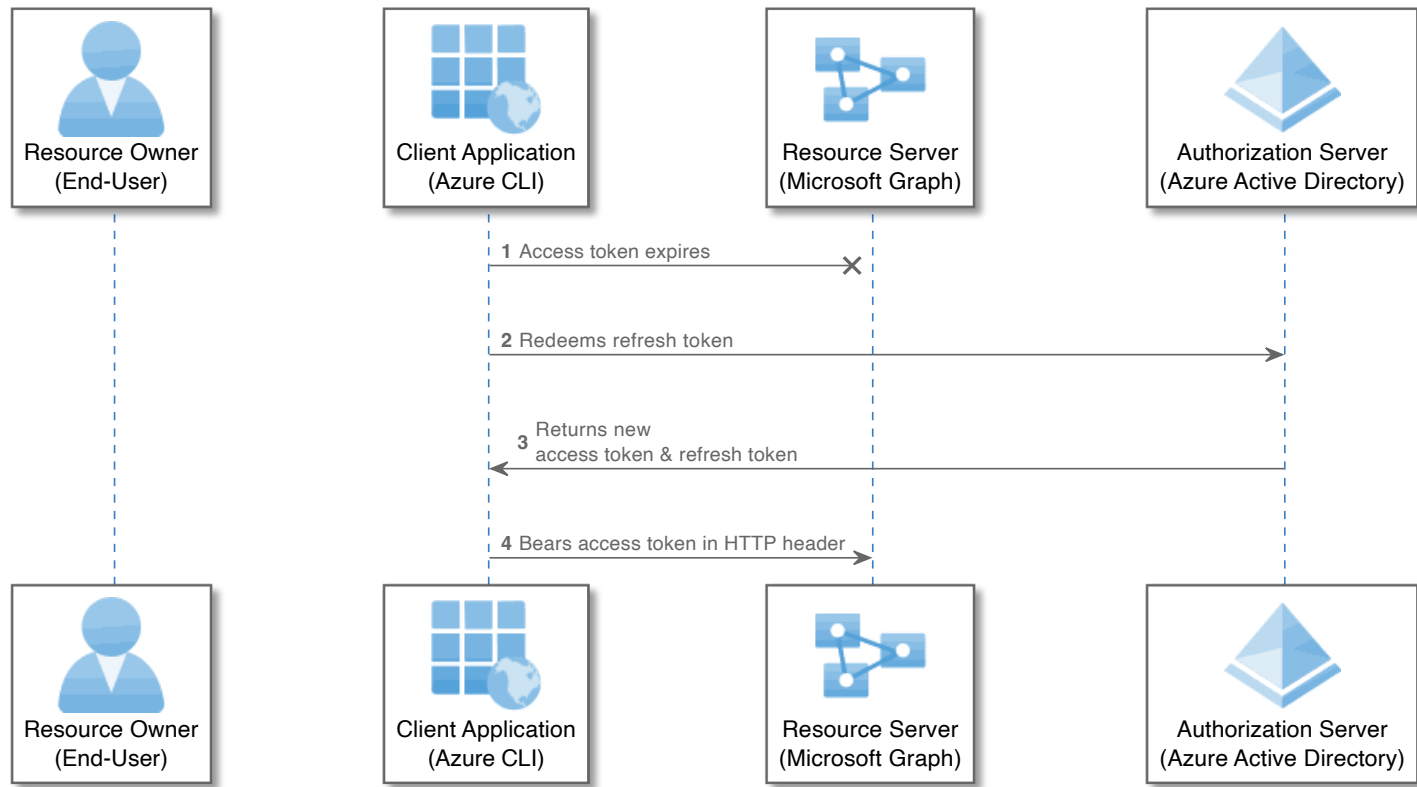 Resource Owner
(End-User)
Client Application
(Azure CLI)
Resource Server
(Microsoft Graph)
Authorization Server
(Azure Active Directory)
1 Access token expires
2 Redeems refresh token
3 Returns new
access token & refresh token
4 Bears access token in HTTP header
Resource Owner
(End-User)
Client Application
(Azure CLI)
Resource Server
(Microsoft Graph)
Authorization Server
(Azure Active Directory)